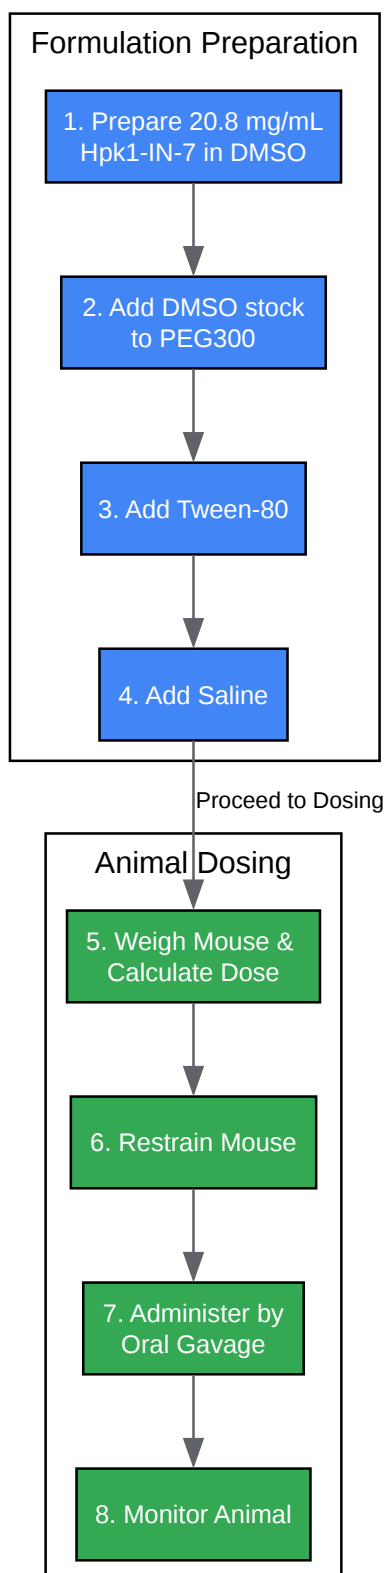 Formulation Preparation
1. Prepare 20.8 mg/mL
Hpk1-IN-7 in DMSO
2. Add DMSO stock
to PEG300
3. Add Tween-80
4. Add Saline
Proceed to Dosing
Animal Dosing
5. Weigh Mouse &
Calculate Dose
6. Restrain Mouse
7. Administer by
Oral Gavage
8. Monitor Animal